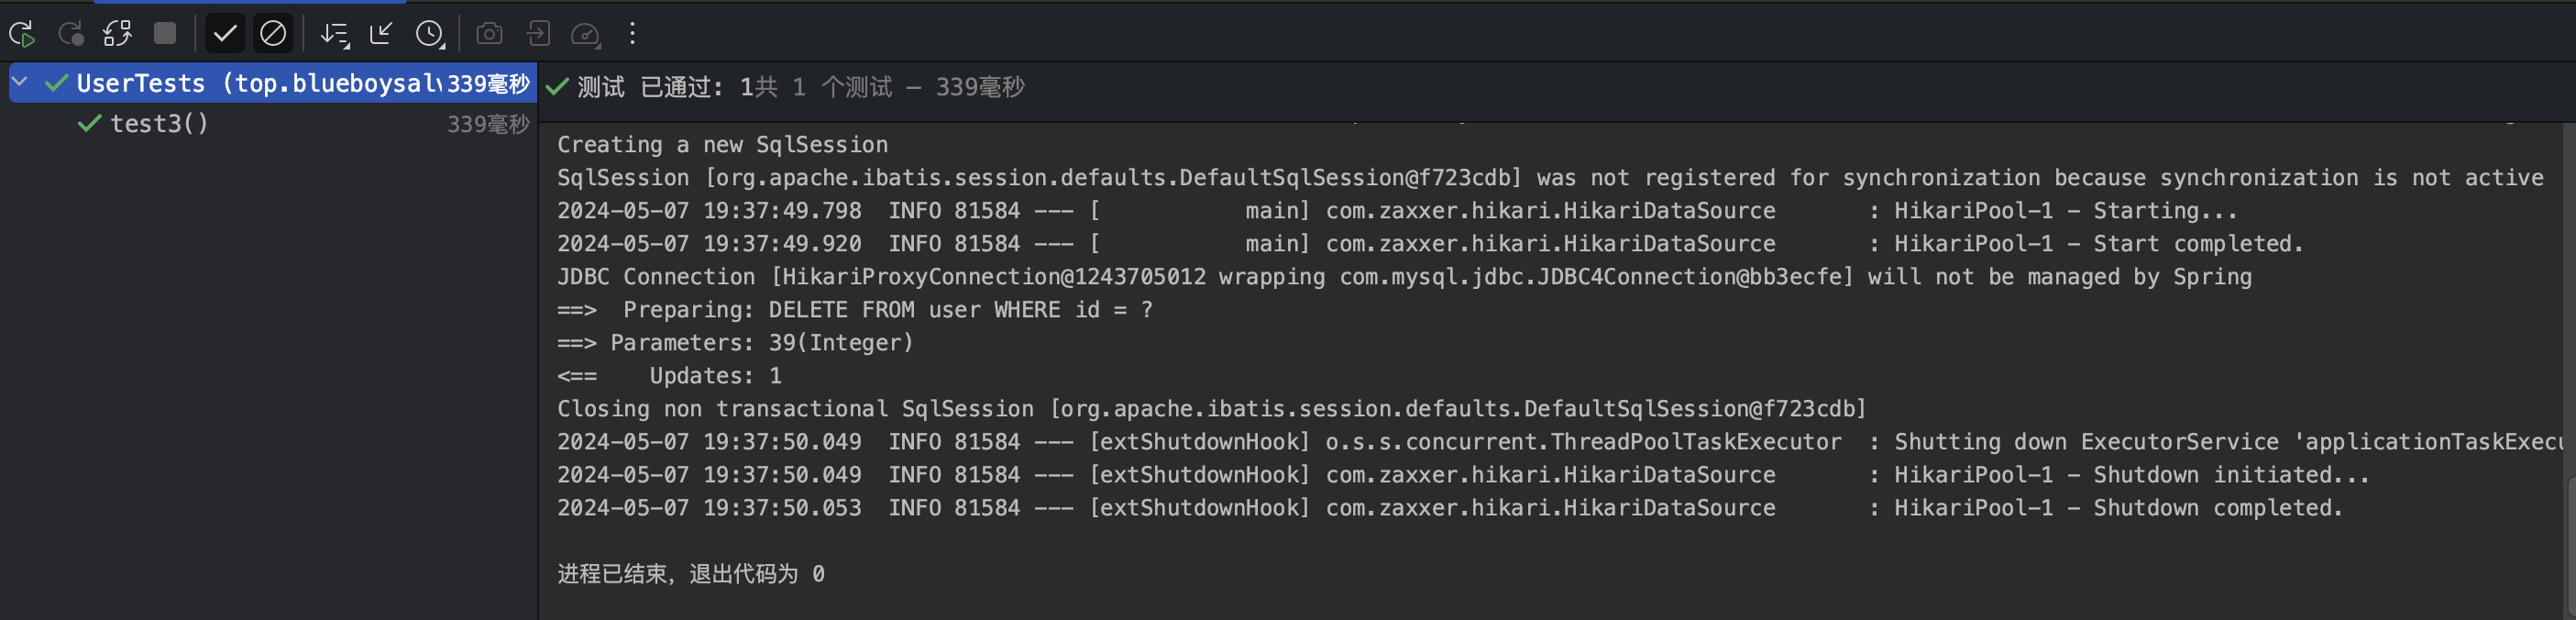 UserTests (top.blueboysalv 339毫秒
test3() 339毫秒
测试 已通过: 1共 1 个测试 – 339毫秒
Creating a new SqlSession
SqlSession [org.apache.ibatis.session.defaults.DefaultSqlSession@f723cdb] was not registered for synchronization because synchronization is not active
2024-05-07 19:37:49.798  INFO 81584 --- [           main] com.zaxxer.hikari.HikariDataSource       : HikariPool-1 - Starting...
2024-05-07 19:37:49.920  INFO 81584 --- [           main] com.zaxxer.hikari.HikariDataSource       : HikariPool-1 - Start completed.
JDBC Connection [HikariProxyConnection@1243705012 wrapping com.mysql.jdbc.JDBC4Connection@bb3ecfe] will not be managed by Spring
==>  Preparing: DELETE FROM user WHERE id = ?
==> Parameters: 39(Integer)
<==    Updates: 1
Closing non transactional SqlSession [org.apache.ibatis.session.defaults.DefaultSqlSession@f723cdb]
2024-05-07 19:37:50.049  INFO 81584 --- [extShutdownHook] o.s.s.concurrent.ThreadPoolTaskExecutor  : Shutting down ExecutorService 'applicationTaskExecu
2024-05-07 19:37:50.049  INFO 81584 --- [extShutdownHook] com.zaxxer.hikari.HikariDataSource       : HikariPool-1 - Shutdown initiated...
2024-05-07 19:37:50.053  INFO 81584 --- [extShutdownHook] com.zaxxer.hikari.HikariDataSource       : HikariPool-1 - Shutdown completed.
进程已结束，退出代码为 0